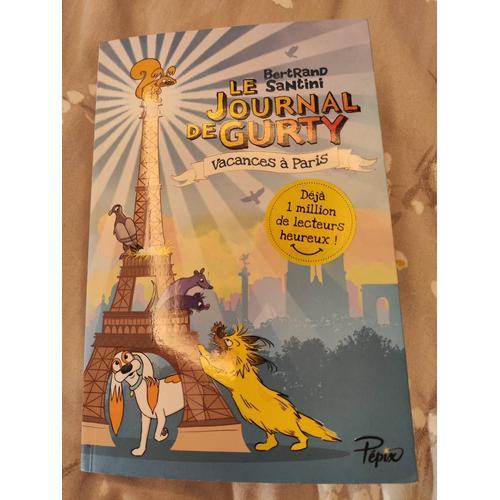 Bertrand
Santini
LE
JOURNAL
DE GURTY
Vacances à Paris
Déjà
1 million
de lecteurs
heureux !
Pépix